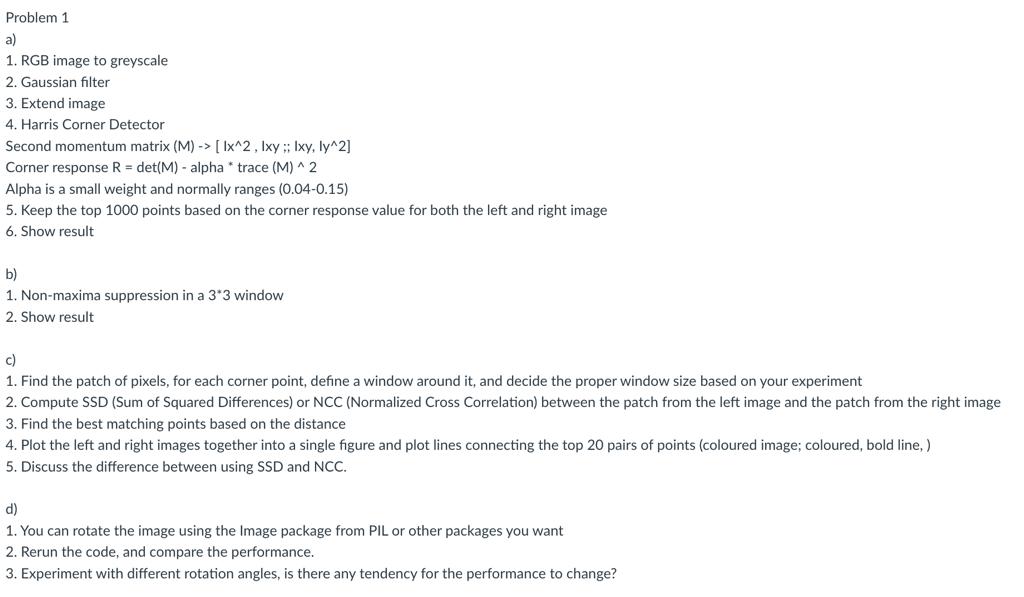 Problem 1
a)
1. RGB image to greyscale
2. Gaussian filter
3. Extend image
4. Harris Corner Detector
Second momentum matrix (M) -> [ Ix^2 , Ixy ;; Ixy, Iy^2]
Corner response R = det(M) - alpha * trace (M) ^ 2
Alpha is a small weight and normally ranges (0.04-0.15)
5. Keep the top 1000 points based on the corner response value for both the left and right image
6. Show result
b)
1. Non-maxima suppression in a 3*3 window
2. Show result
c)
1. Find the patch of pixels, for each corner point, define a window around it, and decide the proper window size based on your experiment
2. Compute SSD (Sum of Squared Differences) or NCC (Normalized Cross Correlation) between the patch from the left image and the patch from the right image
3. Find the best matching points based on the distance
4. Plot the left and right images together into a single figure and plot lines connecting the top 20 pairs of points (coloured image; coloured, bold line, )
5. Discuss the difference between using SSD and NCC.
d)
1. You can rotate the image using the Image package from PIL or other packages you want
2. Rerun the code, and compare the performance.
3. Experiment with different rotation angles, is there any tendency for the performance to change?